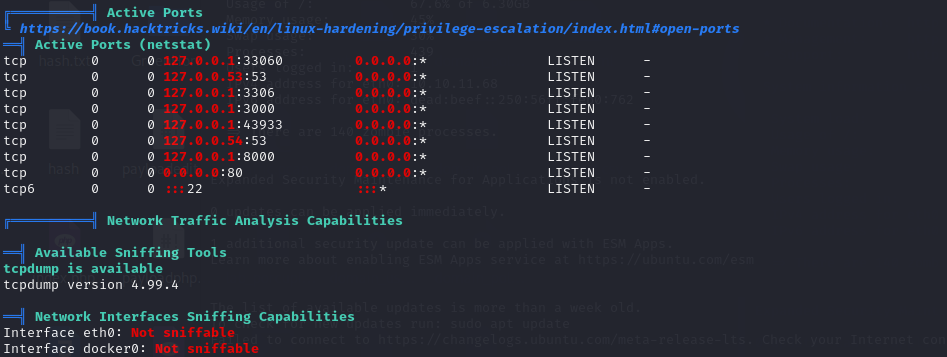 Active Ports
https://book.hacktricks.wiki/en/linux-hardening/privilege-escalation/index.html#open-ports
Active Ports (netstat)
tcp 0 0 127.0.0.1:33060 0.0.0.0:* LISTEN -
tcp 0 0 127.0.0.53:53 0.0.0.0:* LISTEN -
tcp 0 0 127.0.0.1:3306 0.0.0.0:* LISTEN -
tcp 0 0 127.0.0.1:3000 0.0.0.0:* LISTEN -
tcp 0 0 127.0.0.1:43933 0.0.0.0:* LISTEN -
tcp 0 0 127.0.0.54:53 0.0.0.0:* LISTEN -
tcp 0 0 127.0.0.1:8000 0.0.0.0:* LISTEN -
tcp 0 0 0.0.0.0:80 0.0.0.0:* LISTEN -
tcp6 0 0 :::22 :::* LISTEN -
Network Traffic Analysis Capabilities
Available Sniffing Tools
tcpdump is available
tcpdump version 4.99.4
Network Interfaces Sniffing Capabilities
Interface eth0: Not sniffable
Interface docker0: Not sniffable